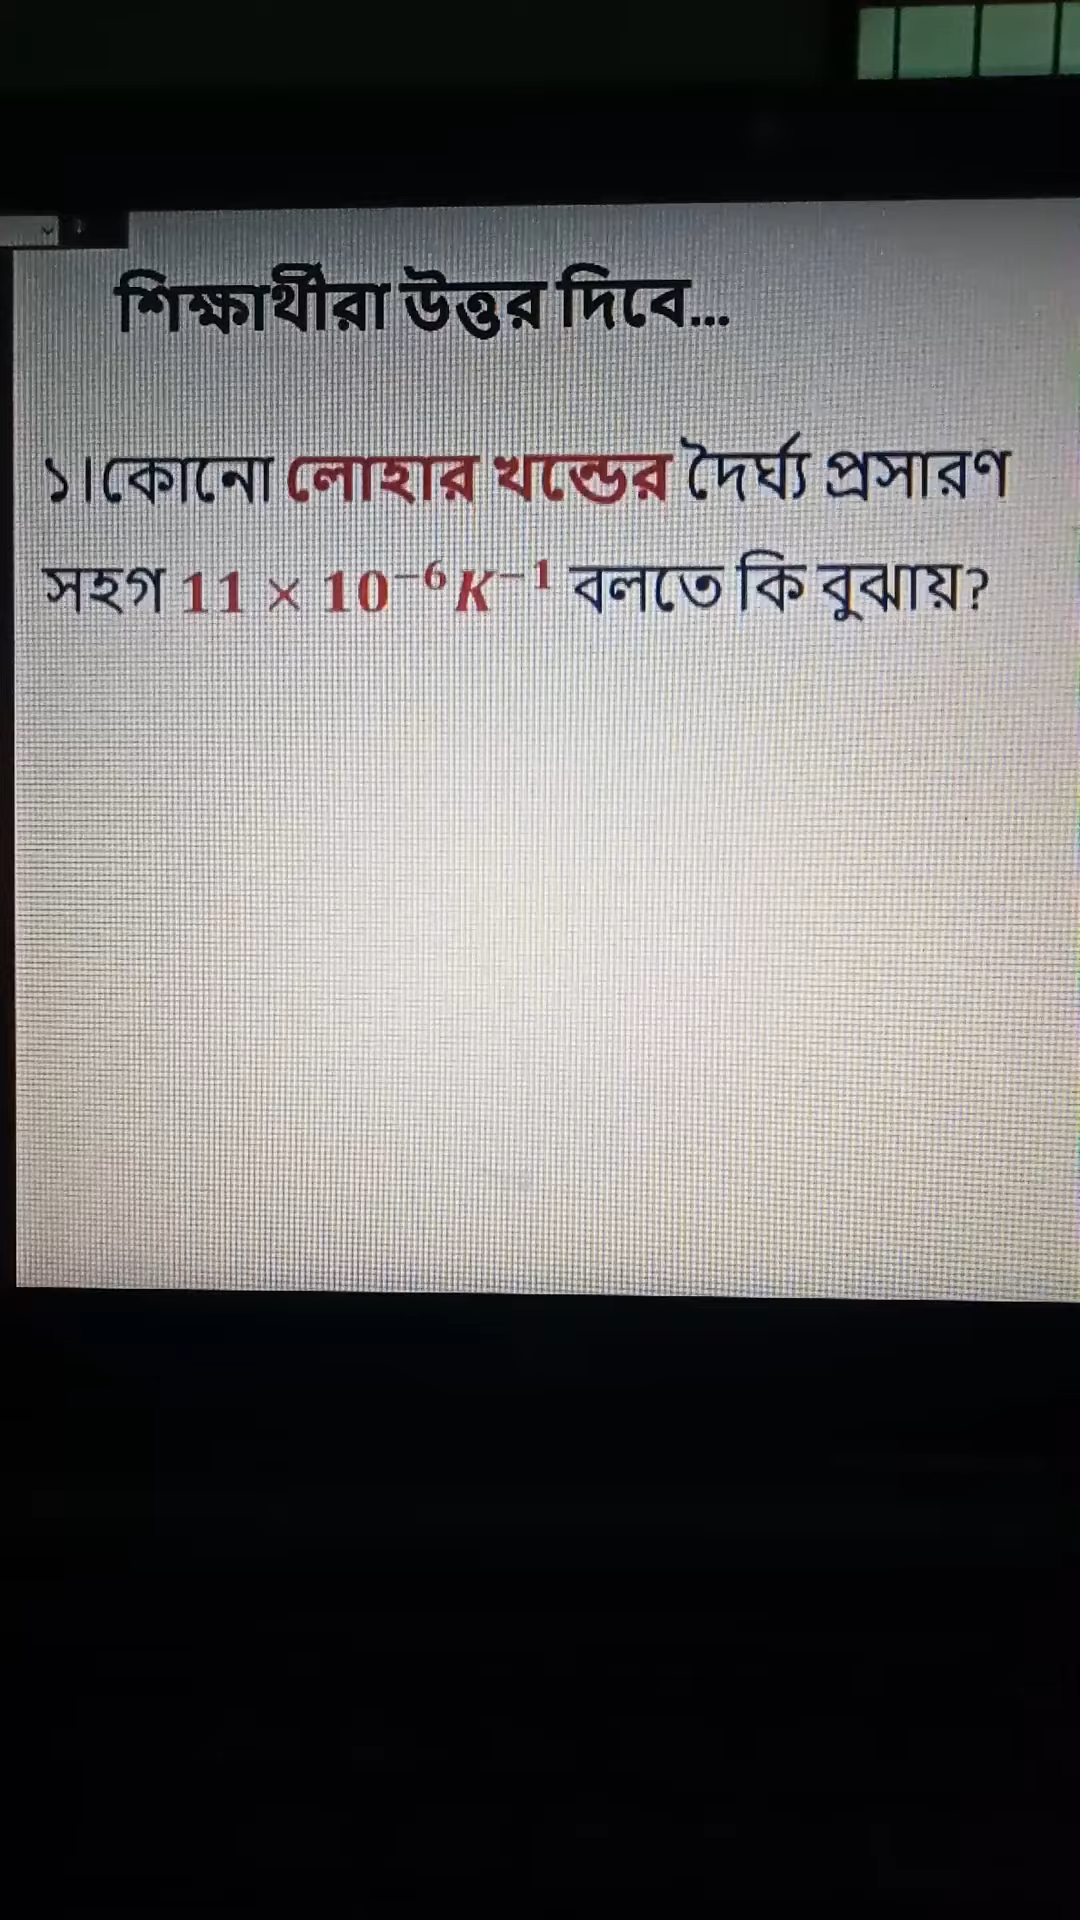 শিক্ষার্থীরা উত্তর দিবে...
১।কোনো লোহার খন্ডের দৈর্ঘ্য প্রসারণ
সহগ 11 × 10⁻⁶K⁻¹ বলতে কি বুঝায়?